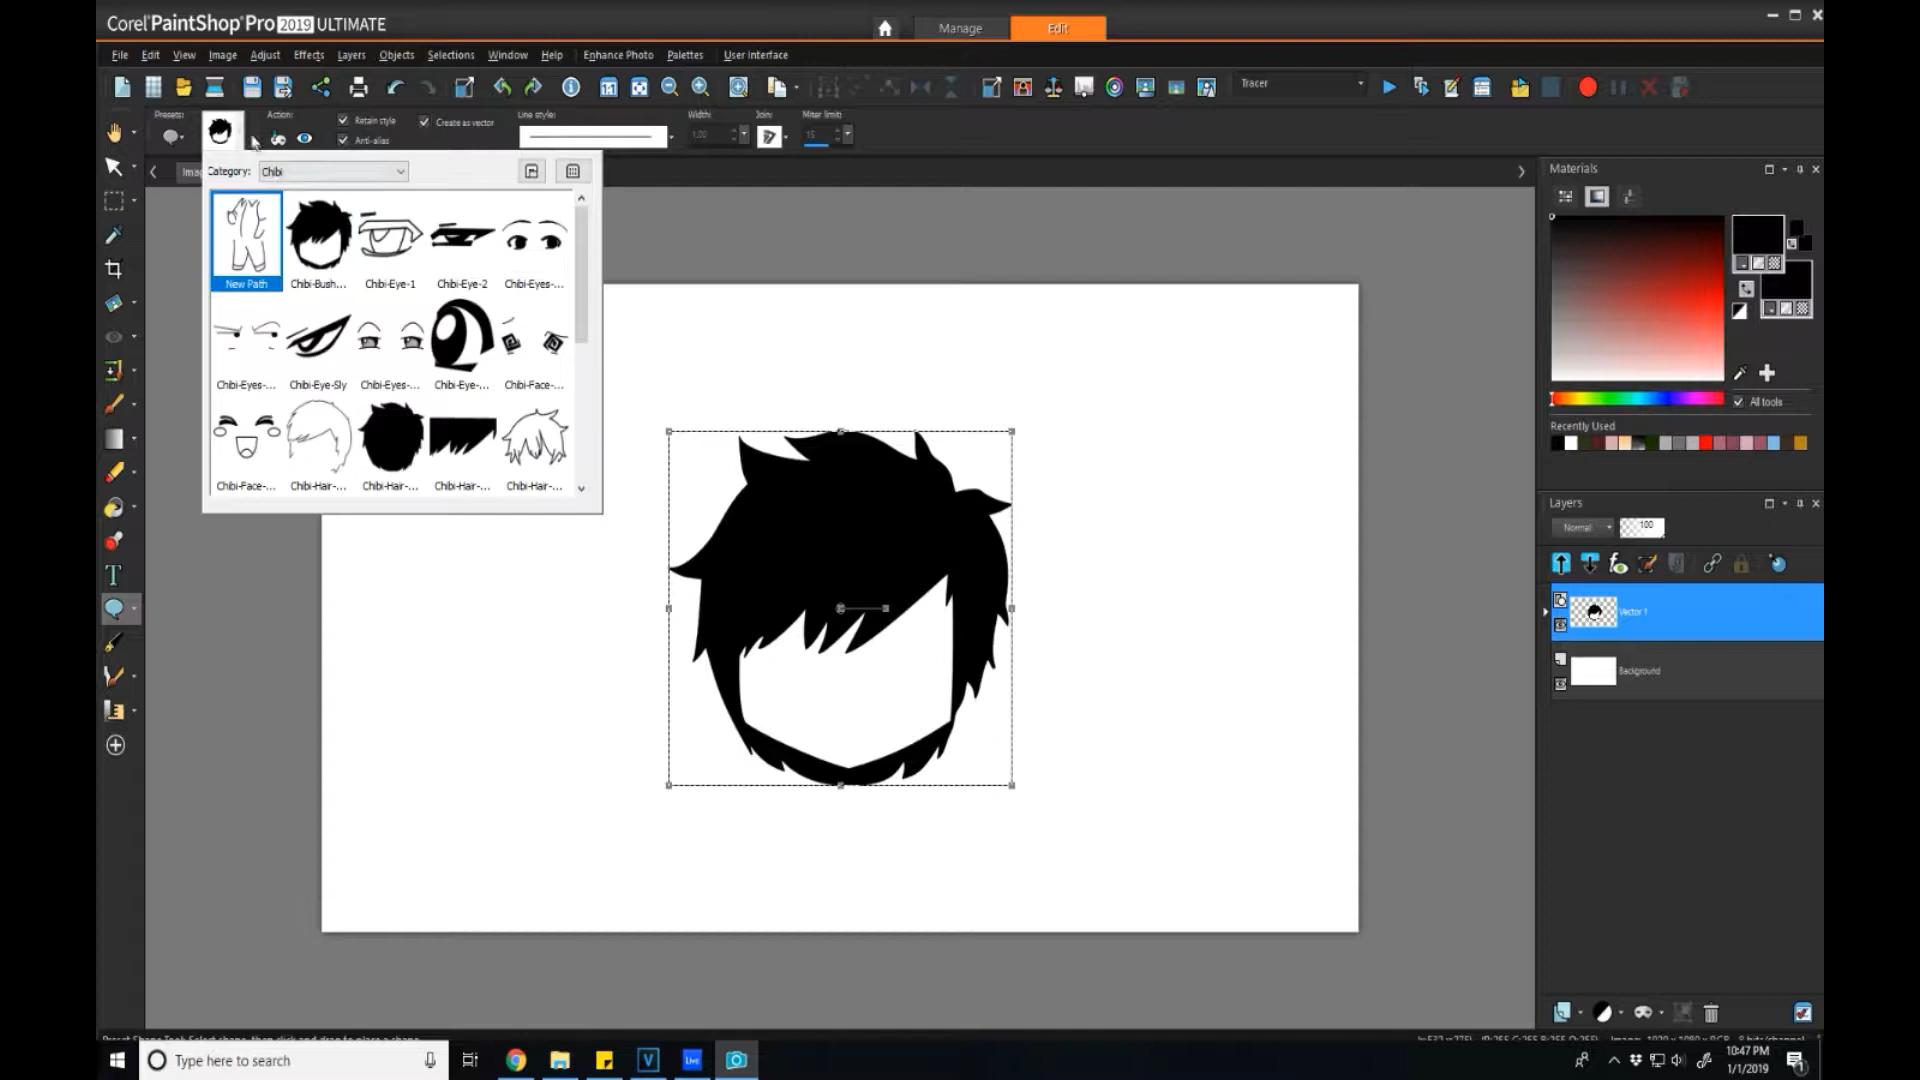 Corel PaintShop Pro 2019 ULTIMATE
Manage Edit
File Edit View Image Adjust Effects Layers Objects Selections Window Help Enhance Photo Palettes User Interface
Tracer
Presets: Action: Retain style Create as vector Line style: Width: Join: Miter limit:
Anti-alias 1.00 15
Category: Chibi
New Path Chibi-Bush... Chibi-Eye-1 Chibi-Eye-2 Chibi-Eyes-...
Chibi-Eyes-... Chibi-Eye-Sly Chibi-Eyes-... Chibi-Eye-... Chibi-Face-...
Chibi-Face-... Chibi-Hair-... Chibi-Hair-... Chibi-Hair-... Chibi-Hair-...
Materials
All tools
Recently Used
Layers
Normal 100
Vector 1
Background
Type here to search
V Live
10:47 PM
1/1/2019